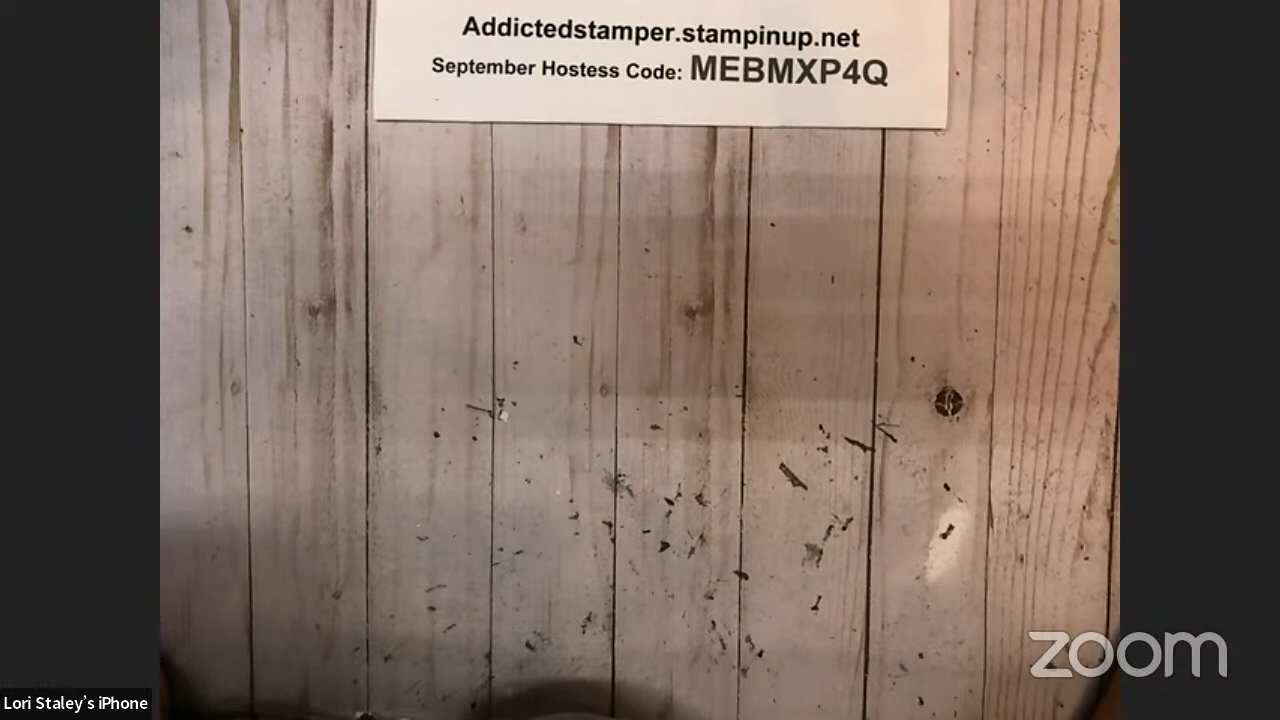 Addictedstamper.stampinup.net
September Hostess Code: MEBMXP4Q
zoom
Lori Staley's iPhone